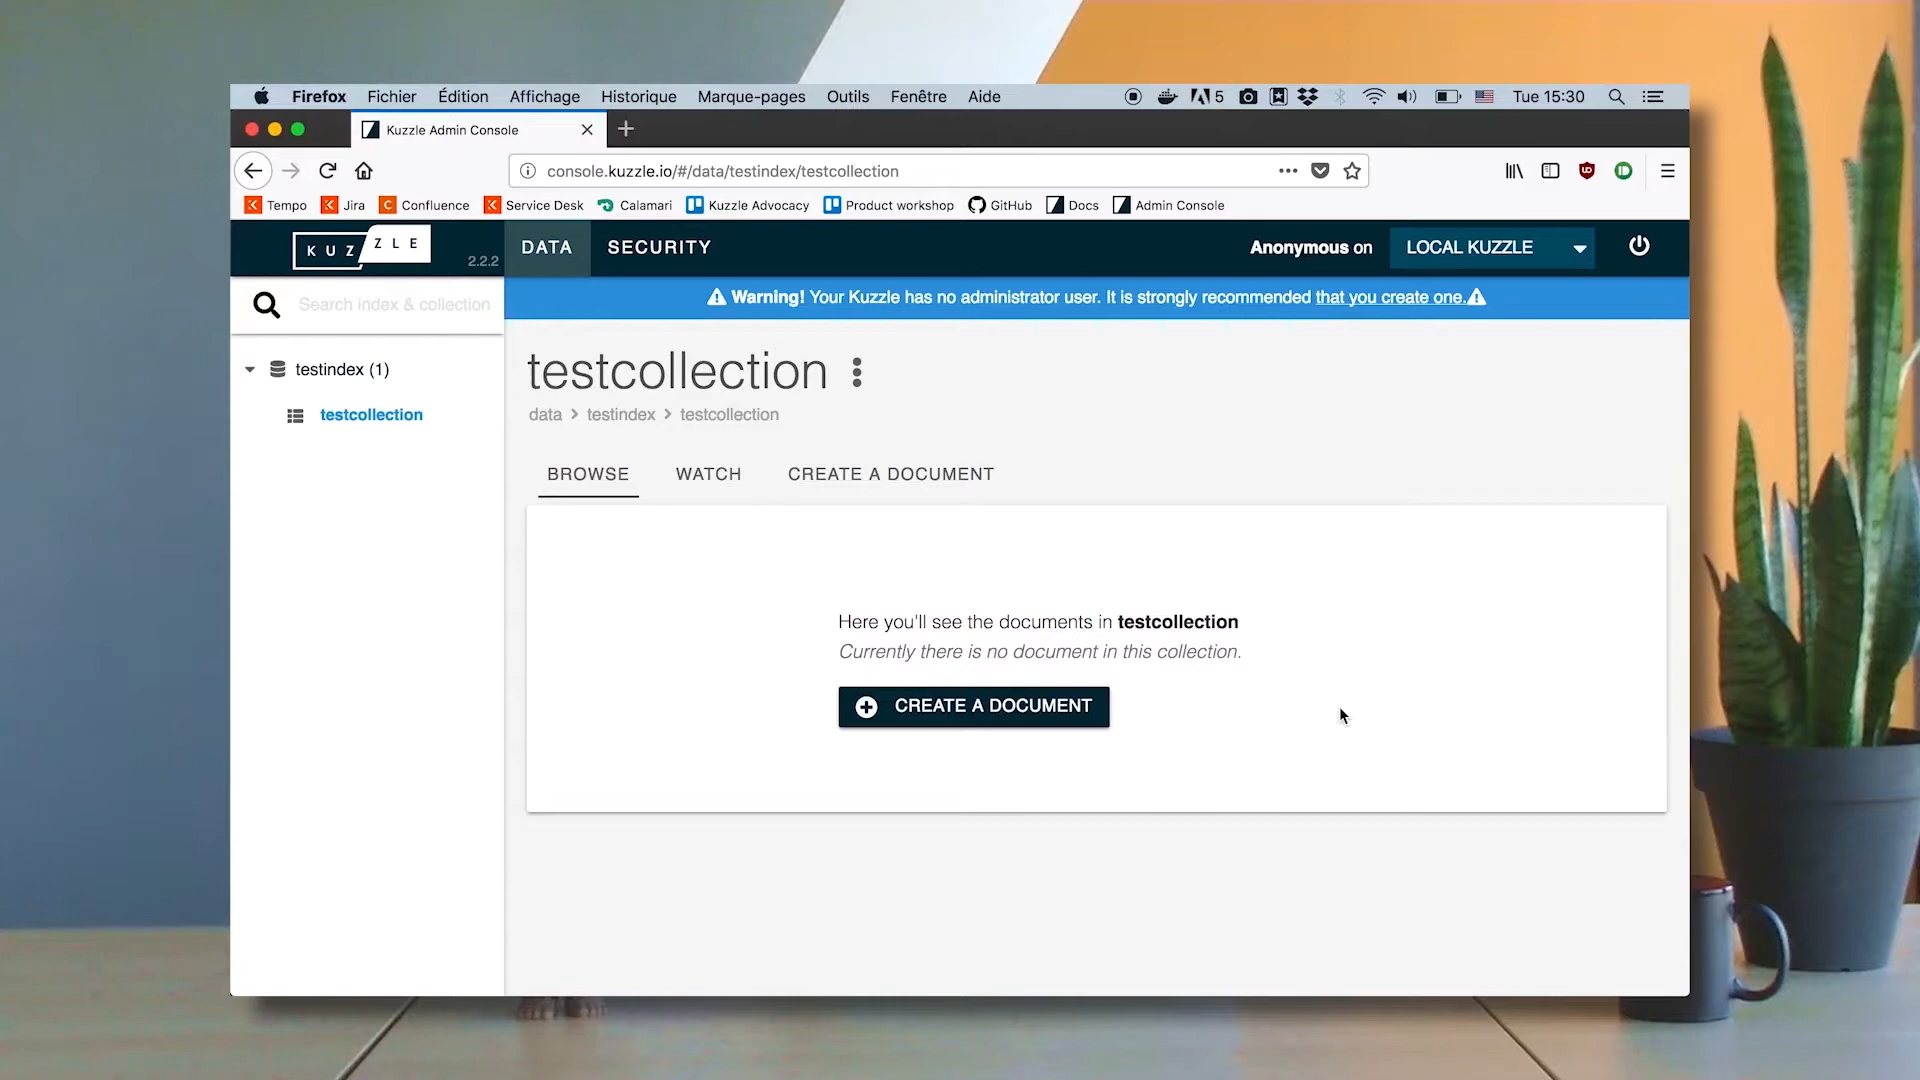 Firefox Fichier Édition Affichage Historique Marque-pages Outils Fenêtre Aide 5 Tue 15:30
Kuzzle Admin Console
console.kuzzle.io/#/data/testindex/testcollection
Tempo Jira Confluence Service Desk Calamari Kuzzle Advocacy Product workshop GitHub Docs Admin Console
KUZZLE 2.2.2 DATA SECURITY Anonymous on LOCAL KUZZLE
Search index & collection
Warning! Your Kuzzle has no administrator user. It is strongly recommended that you create one.
testindex (1)
testcollection
testcollection
data > testindex > testcollection
BROWSE WATCH CREATE A DOCUMENT
Here you'll see the documents in testcollection
Currently there is no document in this collection.
CREATE A DOCUMENT